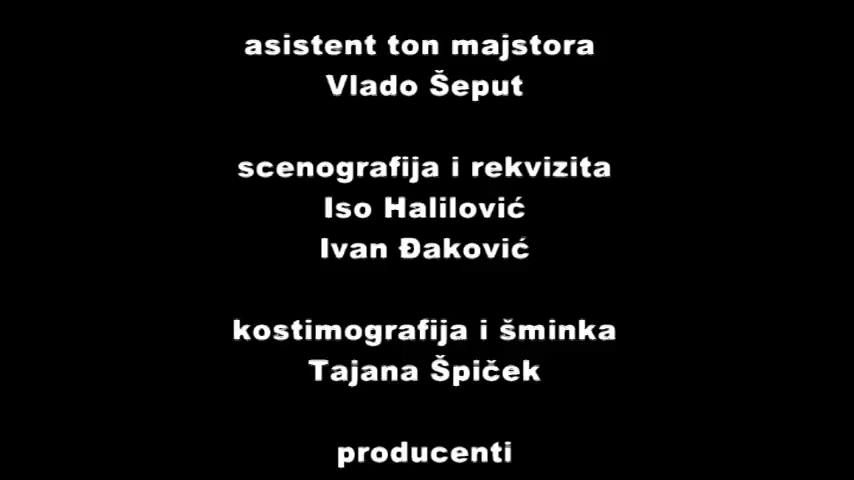 asistent ton majstora
Vlado Šeput
scenografija i rekvizita
Iso Halilović
Ivan Đaković
kostimografija i šminka
Tajana Špiček
producenti